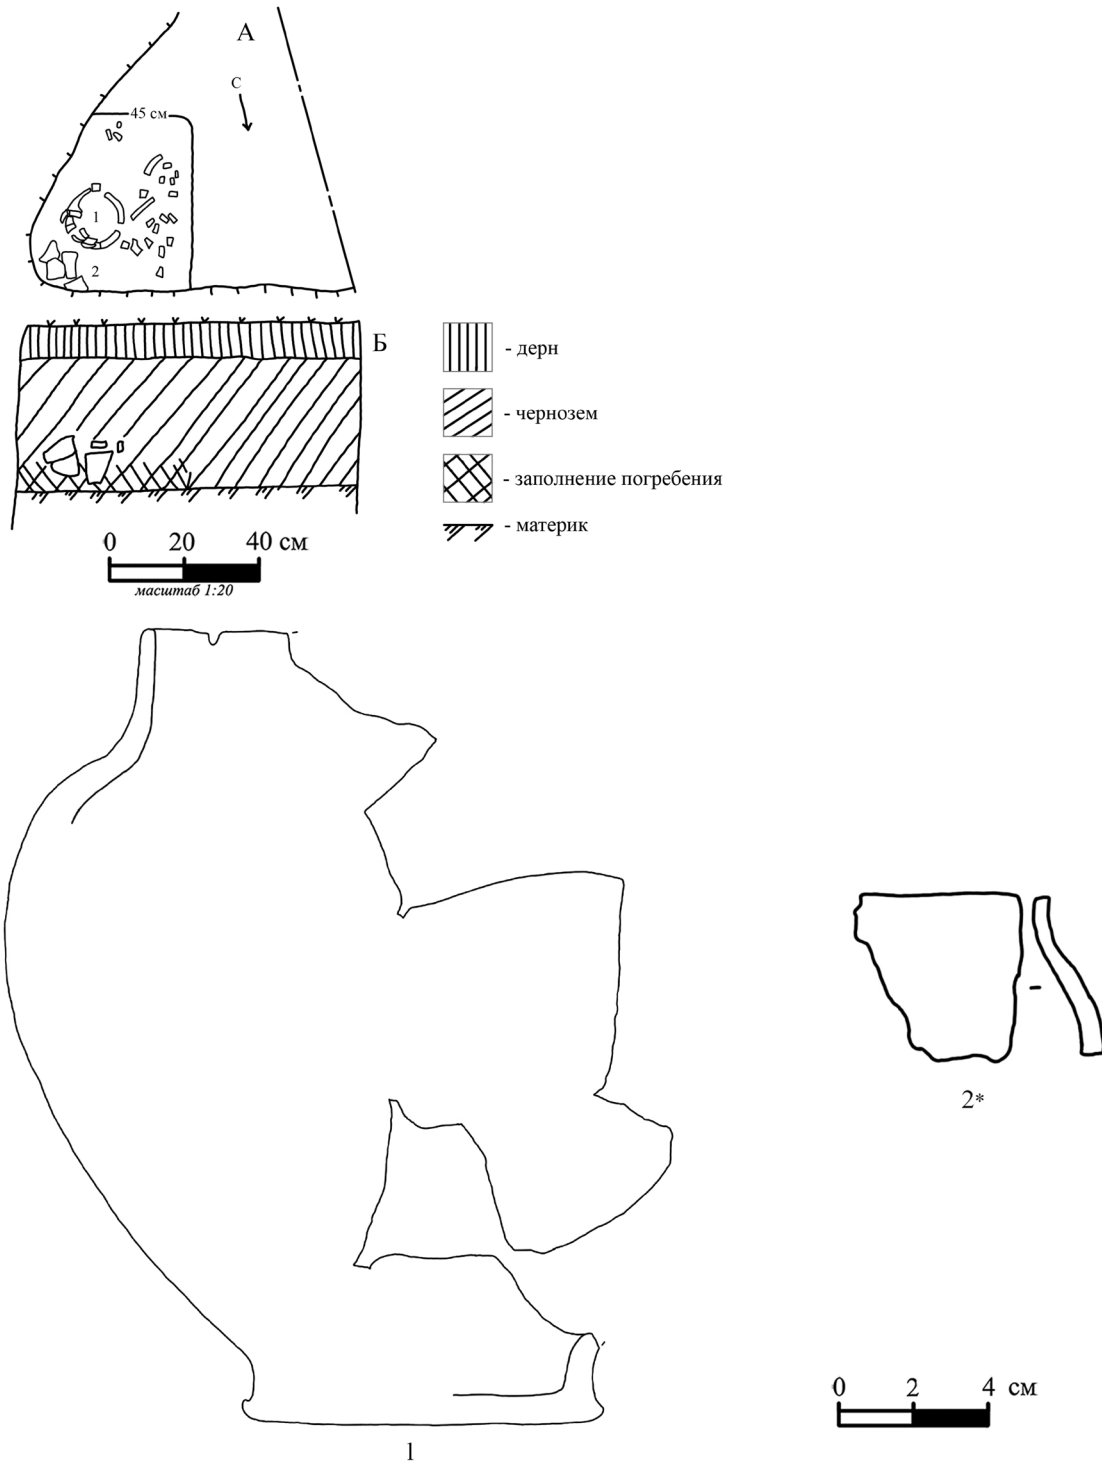 А
С
45 см
1
2
Б
- дерн
- чернозем
- заполнение погребения
- материк
0 20 40 см
масштаб 1:20
2*
0 2 4 см
1